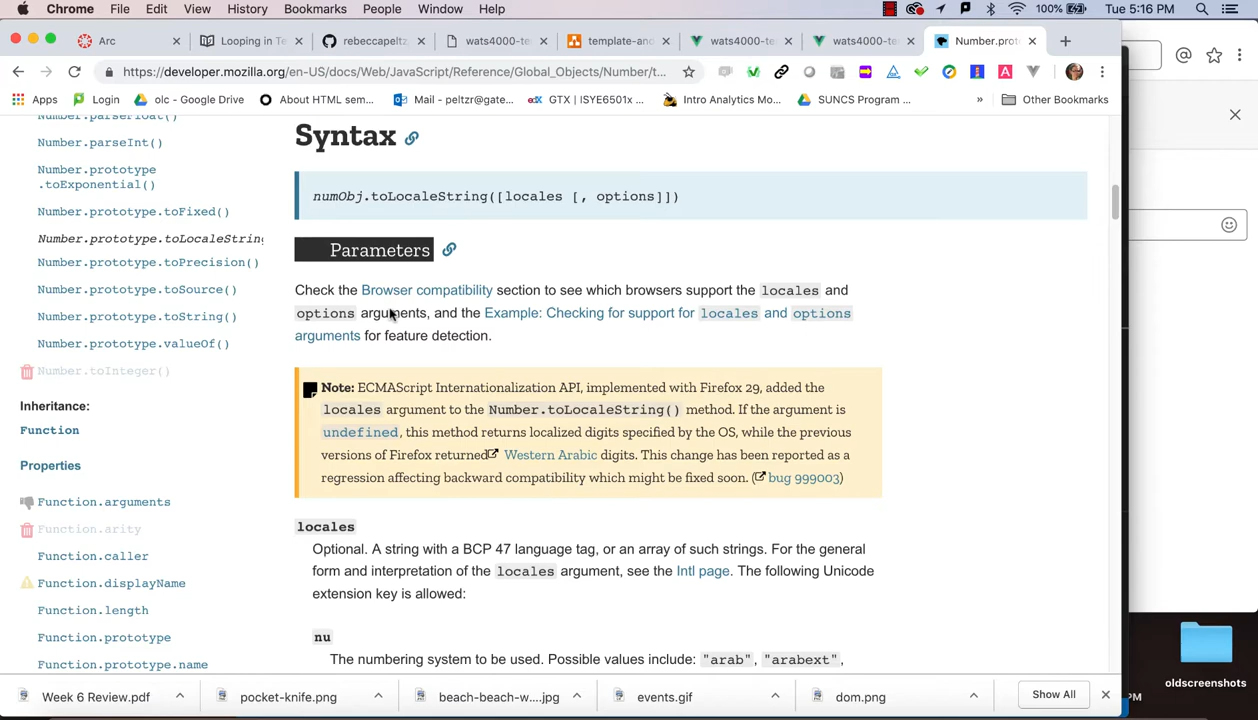 Chrome File Edit View History Bookmarks People Window Help 100% Tue 5:16 PM
Arc Looping in Te rebeccapeltz wats4000-te template-and wats4000-te wats4000-te Number.prot
https://developer.mozilla.org/en-US/docs/Web/JavaScript/Reference/Global_Objects/Number/t...
Apps Login olc - Google Drive About HTML sem... Mail - peltzr@gate... GTX | ISYE6501x ... Intro Analytics Mo... SUNCS Program ... » Other Bookmarks
Number.parseFloat()
Number.parseInt()
Number.prototype
.toExponential()
Number.prototype.toFixed()
Number.prototype.toLocaleString
Number.prototype.toPrecision()
Number.prototype.toSource()
Number.prototype.toString()
Number.prototype.valueOf()
Number.toInteger()
Inheritance:
Function
Properties
Function.arguments
Function.arity
Function.caller
Function.displayName
Function.length
Function.prototype
Function.prototype.name
Syntax
numObj.toLocaleString([locales [, options]])
Parameters
Check the Browser compatibility section to see which browsers support the locales and
options arguments, and the Example: Checking for support for locales and options
arguments for feature detection.
Note: ECMAScript Internationalization API, implemented with Firefox 29, added the
locales argument to the Number.toLocaleString() method. If the argument is
undefined, this method returns localized digits specified by the OS, while the previous
versions of Firefox returned Western Arabic digits. This change has been reported as a
regression affecting backward compatibility which might be fixed soon. (bug 999003)
locales
Optional. A string with a BCP 47 language tag, or an array of such strings. For the general
form and interpretation of the locales argument, see the Intl page. The following Unicode
extension key is allowed:
nu
The numbering system to be used. Possible values include: "arab", "arabext",
oldscreenshots
Week 6 Review.pdf pocket-knife.png beach-beach-w....jpg events.gif dom.png Show All
PM